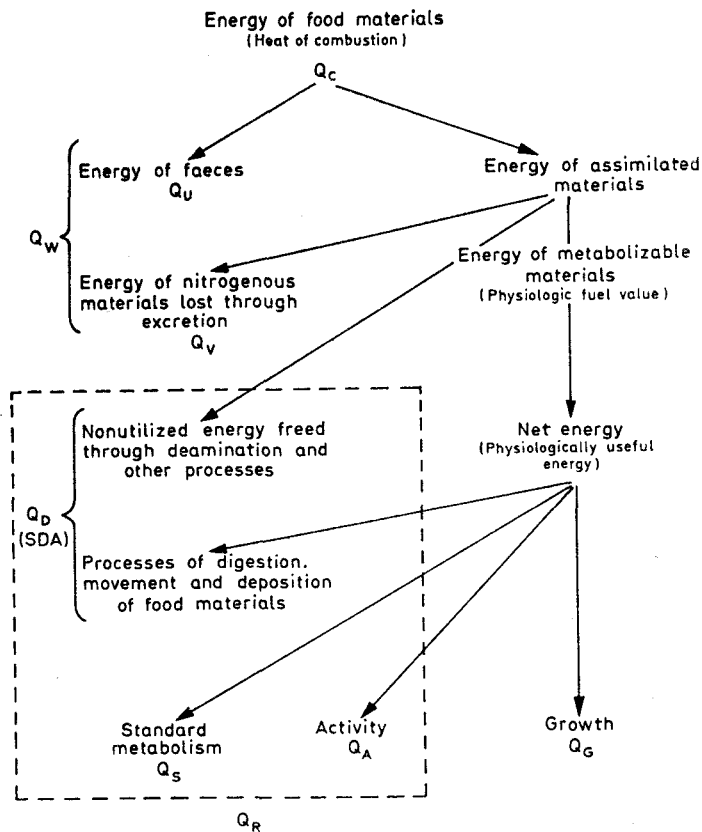 Energy of food materials
(Heat of combustion)
Q_C
Energy of faeces
Q_U
Energy of assimilated
materials
Q_W
Energy of nitrogenous
materials lost through
excretion
Q_V
Energy of metabolizable
materials
(Physiologic fuel value)
Nonutilized energy freed
through deamination and
other processes
Net energy
(Physiologically useful
energy)
Q_D
(SDA)
Processes of digestion.
movement and deposition
of food materials
Standard
metabolism
Q_S
Activity
Q_A
Growth
Q_G
Q_R